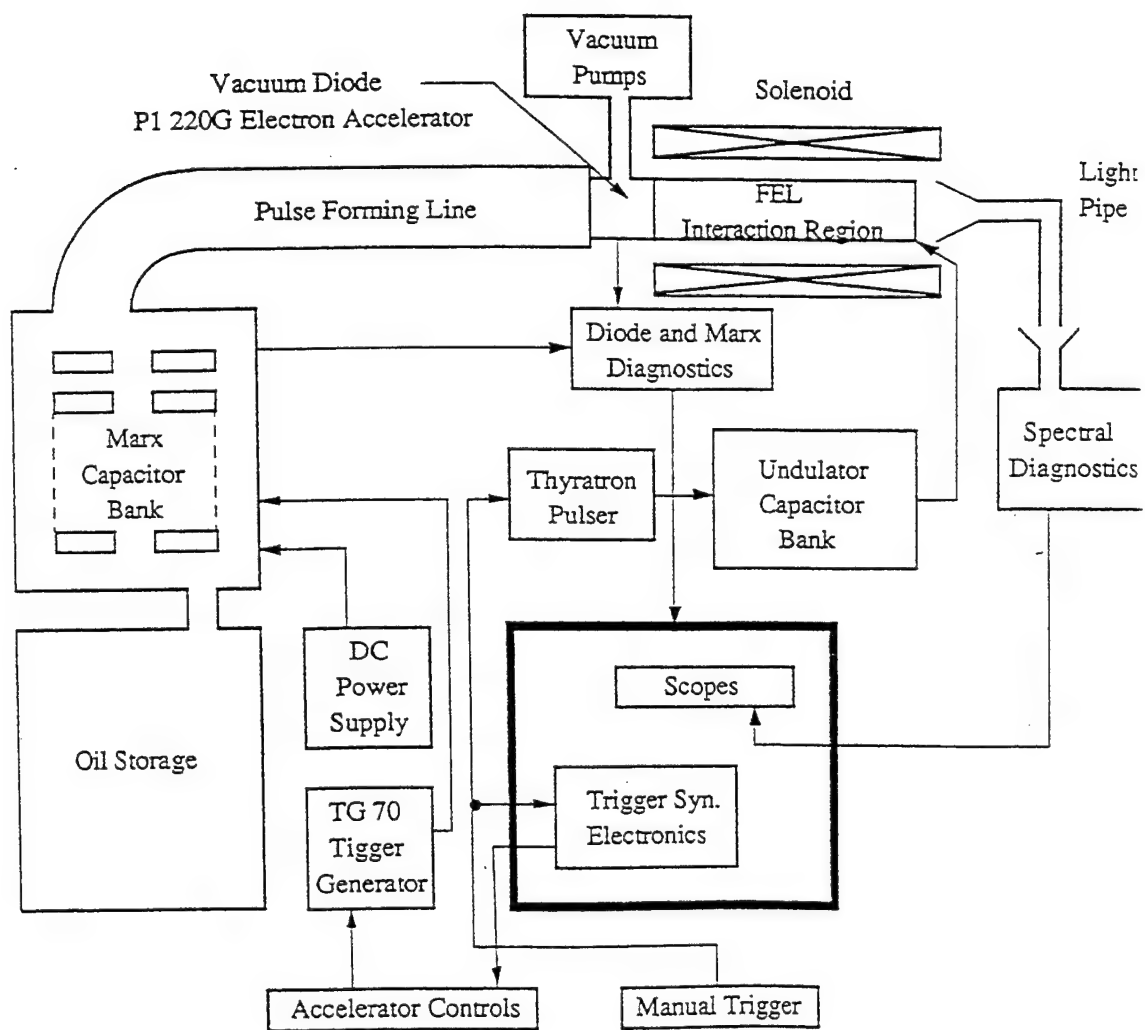 Vacuum
Pumps
Vacuum Diode
P1 220G Electron Accelerator
Solenoid
Light
Pipe
Pulse Forming Line
FEL
Interaction Region
Diode and Marx
Diagnostics
Marx
Capacitor
Bank
Thyratron
Pulser
Undulator
Capacitor
Bank
Spectral
Diagnostics
DC
Power
Supply
Scopes
Oil Storage
TG 70
Tigger
Generator
Trigger Syn.
Electronics
Accelerator Controls
Manual Trigger